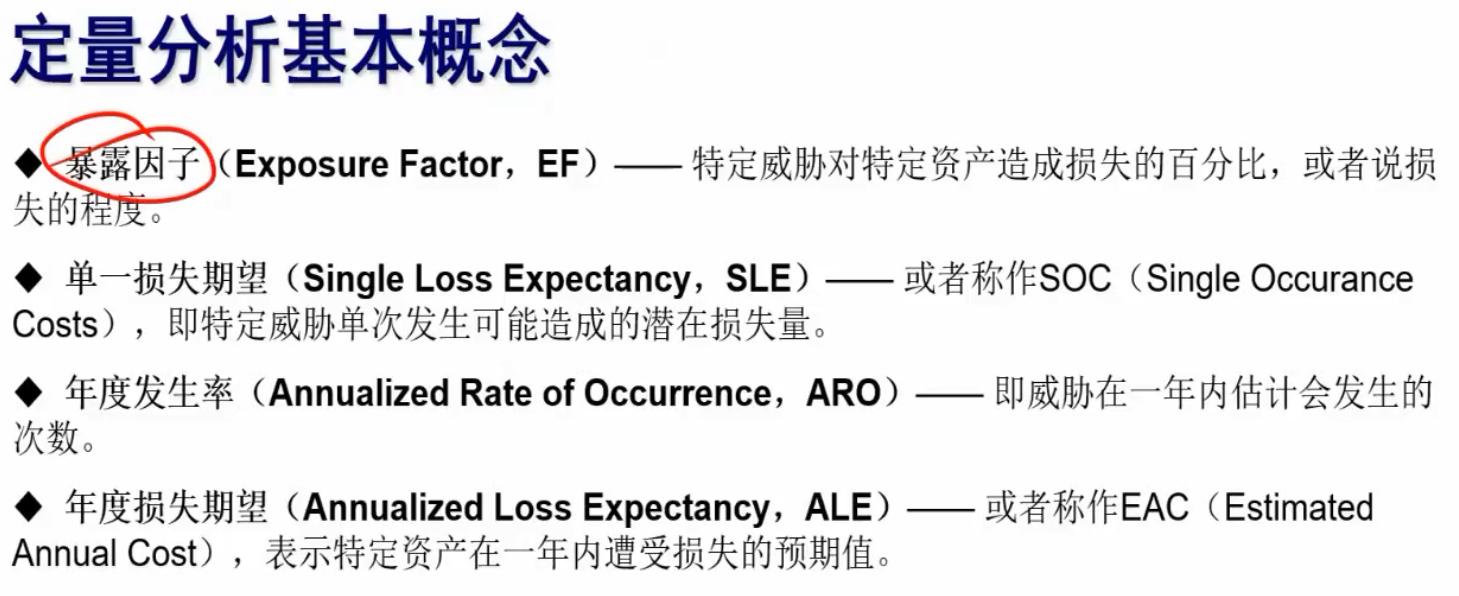 定量分析基本概念
◆ 暴露因子（Exposure Factor，EF）—— 特定威胁对特定资产造成损失的百分比，或者说损
失的程度。
◆ 单一损失期望（Single Loss Expectancy，SLE）—— 或者称作SOC（Single Occurance
Costs），即特定威胁单次发生可能造成的潜在损失量。
◆ 年度发生率（Annualized Rate of Occurrence，ARO）—— 即威胁在一年内估计会发生的
次数。
◆ 年度损失期望（Annualized Loss Expectancy，ALE）—— 或者称作EAC（Estimated
Annual Cost），表示特定资产在一年内遭受损失的预期值。